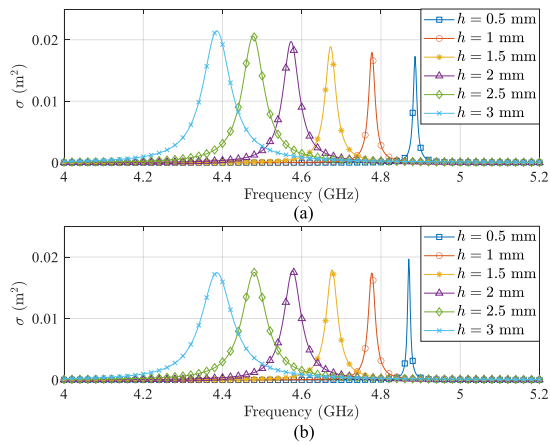 0.02
0.01
0
σ (m²)
h = 0.5 mm
h = 1 mm
h = 1.5 mm
h = 2 mm
h = 2.5 mm
h = 3 mm
4 4.2 4.4 4.6 4.8 5 5.2
Frequency (GHz)
(a)
0.02
0.01
0
σ (m²)
h = 0.5 mm
h = 1 mm
h = 1.5 mm
h = 2 mm
h = 2.5 mm
h = 3 mm
4 4.2 4.4 4.6 4.8 5 5.2
Frequency (GHz)
(b)